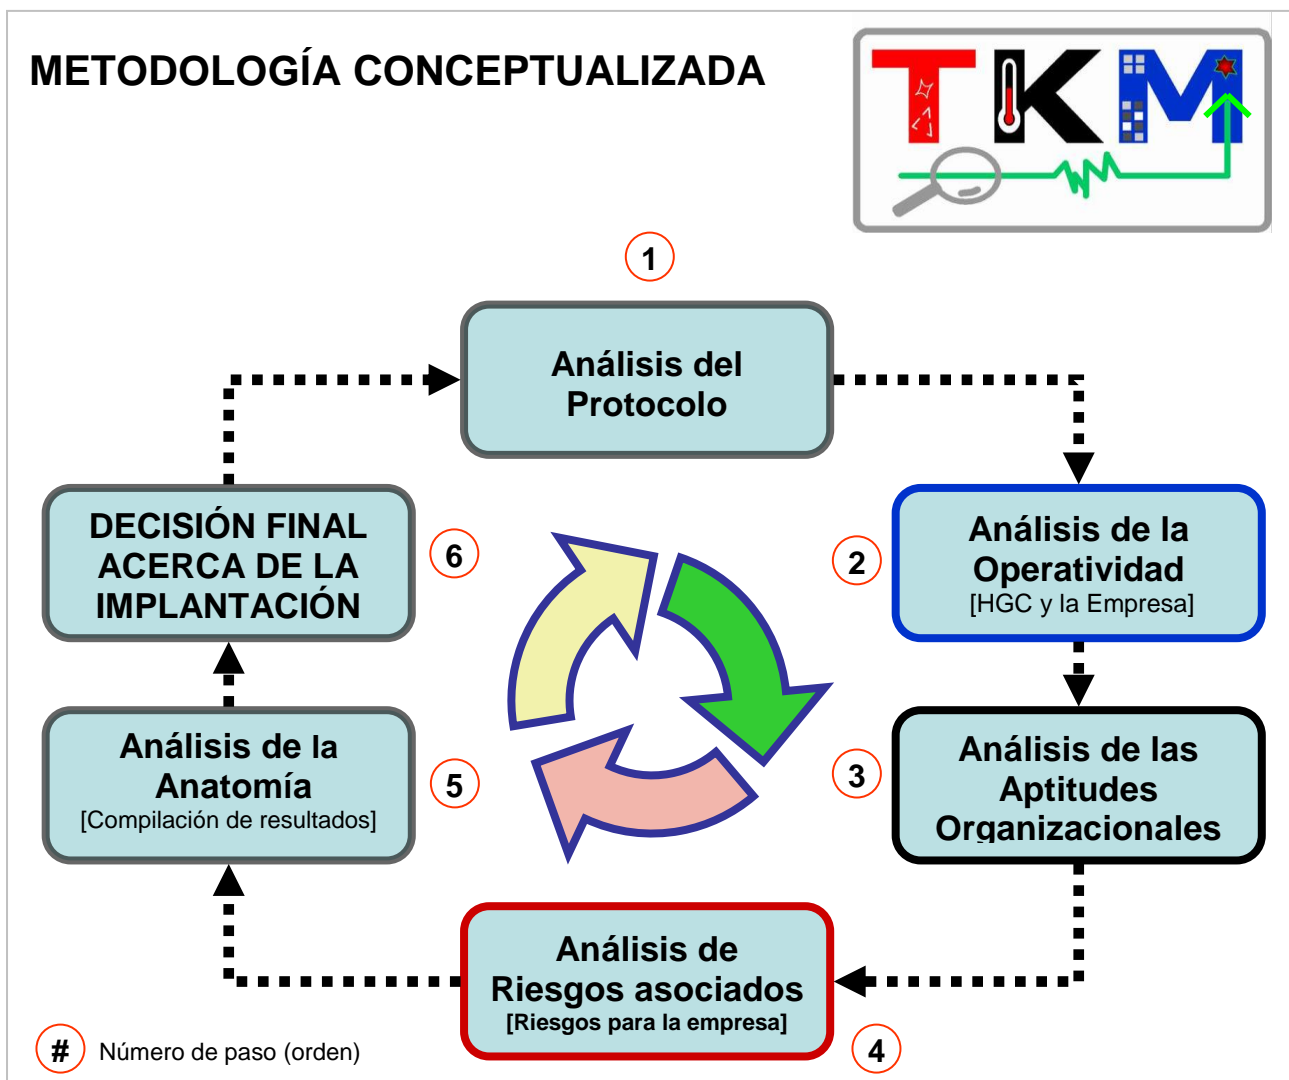 METODOLOGÍA CONCEPTUALIZADA
TKM
1
Análisis del
Protocolo
DECISIÓN FINAL
ACERCA DE LA
IMPLANTACIÓN
6
2
Análisis de la
Operatividad
[HGC y la Empresa]
Análisis de la
Anatomía
[Compilación de resultados]
5
3
Análisis de las
Aptitudes
Organizacionales
Análisis de
Riesgos asociados
[Riesgos para la empresa]
4
# Número de paso (orden)